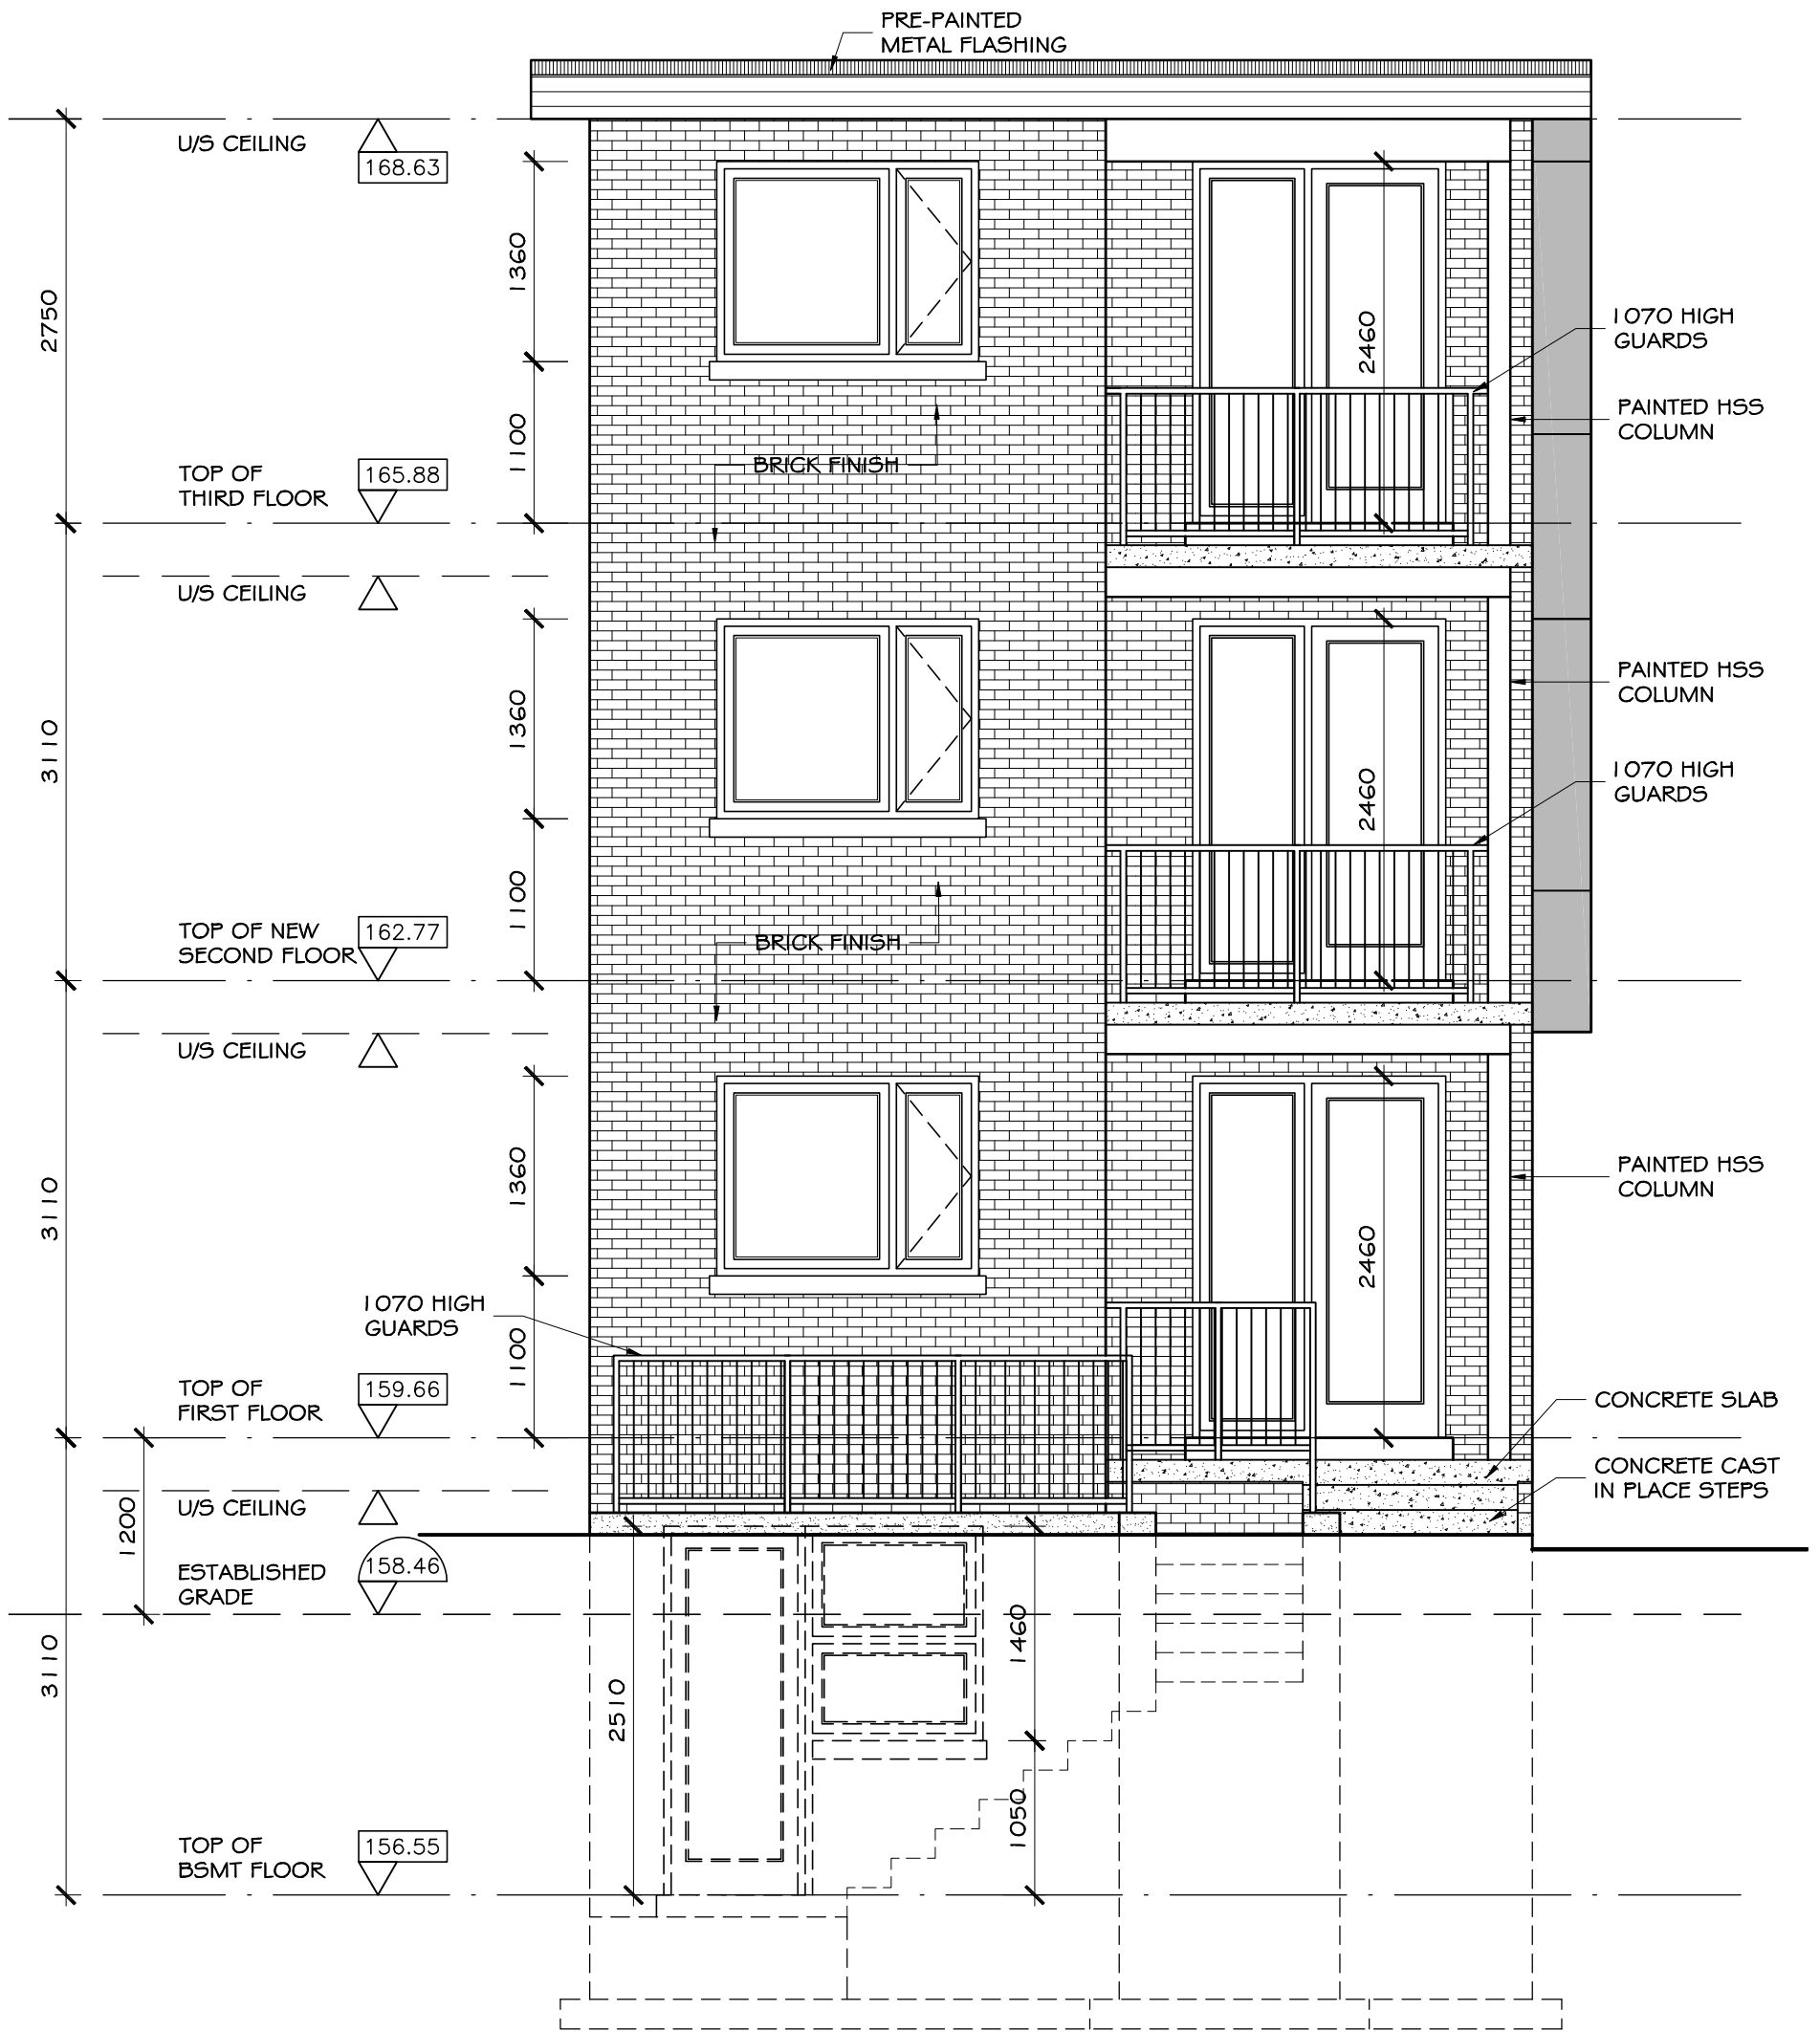 PRE-PAINTED
METAL FLASHING
U/S CEILING
168.63
2750
1360
1100
2460
1070 HIGH
GUARDS
PAINTED HSS
COLUMN
BRICK FINISH
TOP OF
THIRD FLOOR
165.88
U/S CEILING
3110
1360
1100
2460
PAINTED HSS
COLUMN
1070 HIGH
GUARDS
BRICK FINISH
TOP OF NEW
SECOND FLOOR
162.77
U/S CEILING
3110
1360
1100
2460
PAINTED HSS
COLUMN
1070 HIGH
GUARDS
TOP OF
FIRST FLOOR
159.66
CONCRETE SLAB
CONCRETE CAST
IN PLACE STEPS
U/S CEILING
1200
ESTABLISHED
GRADE
158.46
3110
2510
1460
1050
TOP OF
BSMT FLOOR
156.55